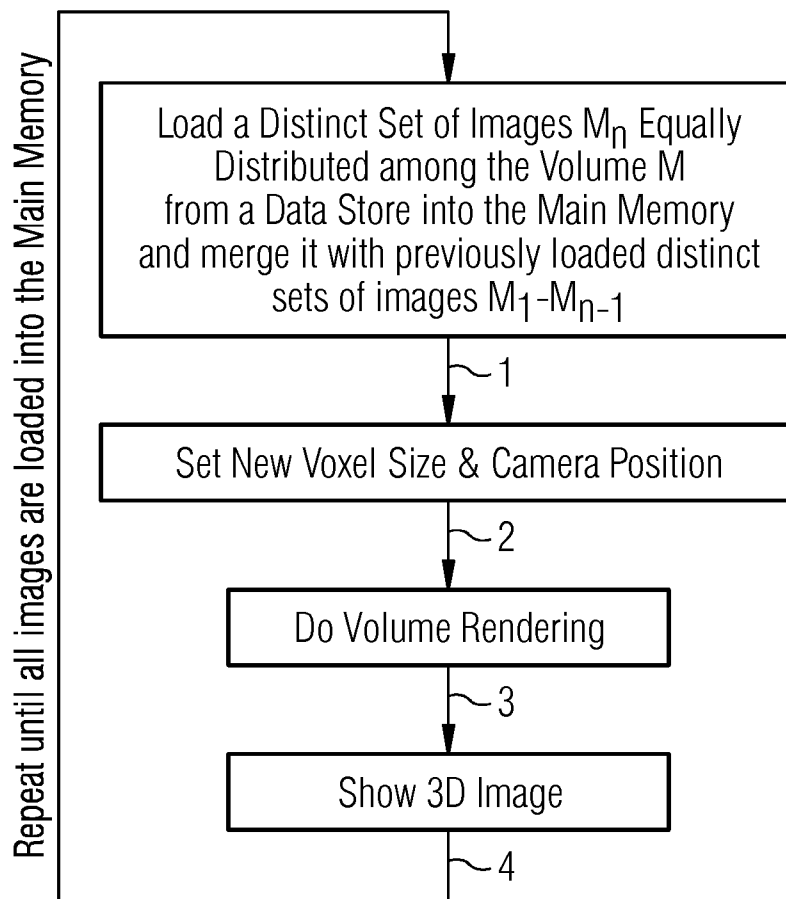 Repeat until all images are loaded into the Main Memory
Load a Distinct Set of Images Mn Equally
Distributed among the Volume M
from a Data Store into the Main Memory
and merge it with previously loaded distinct
sets of images M1-Mn-1
1
Set New Voxel Size & Camera Position
2
Do Volume Rendering
3
Show 3D Image
4